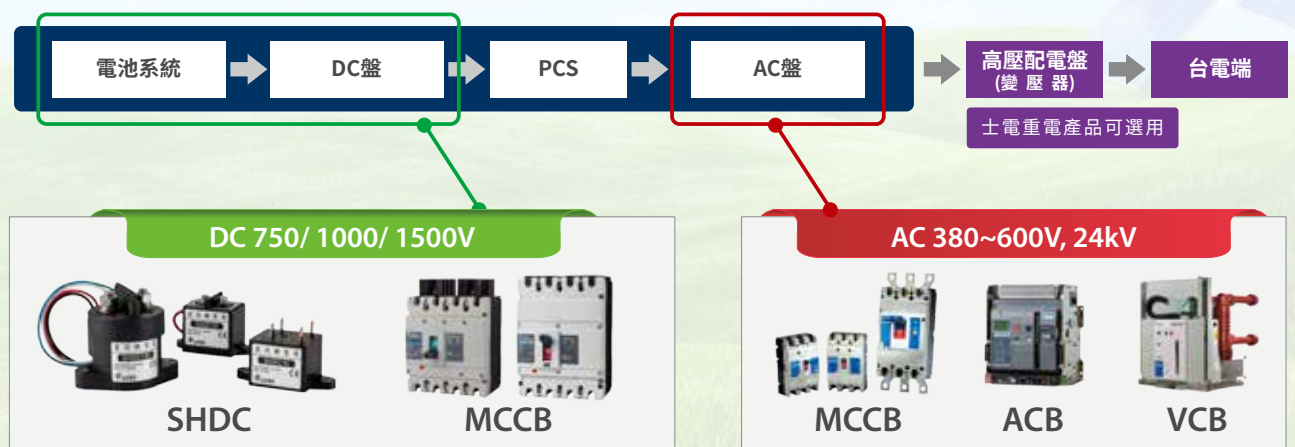 電池系統
DC盤
PCS
AC盤
高壓配電盤
(變 壓 器)
台電端
士電重電產品可選用
DC 750/ 1000/ 1500V
AC 380~600V, 24kV
SHDC
MCCB
MCCB
ACB
VCB